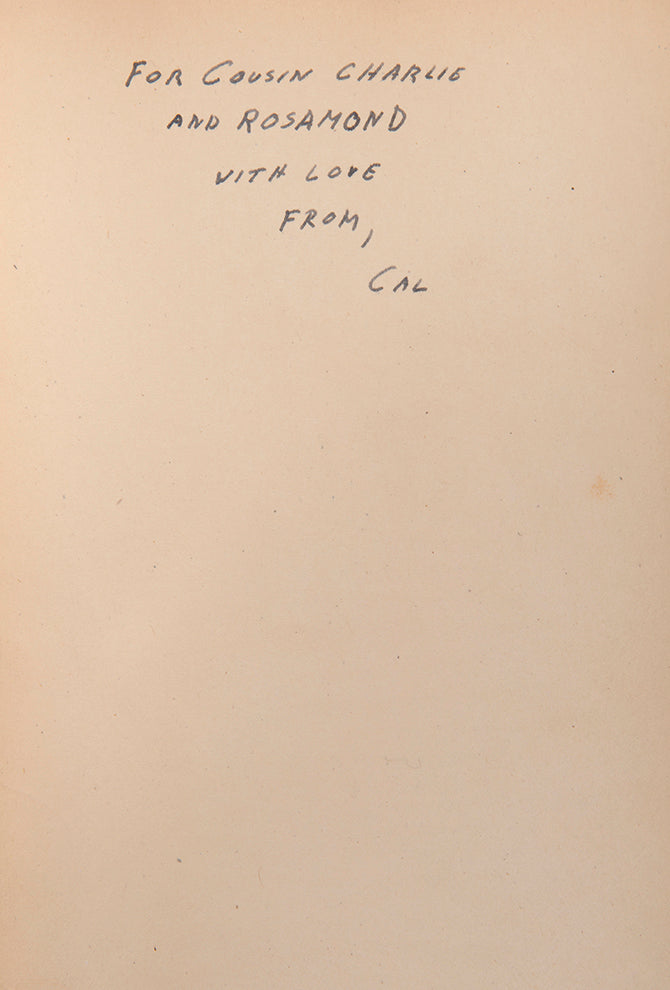 FOR COUSIN CHARLIE
AND ROSAMOND
WITH LOVE
FROM,
CAL